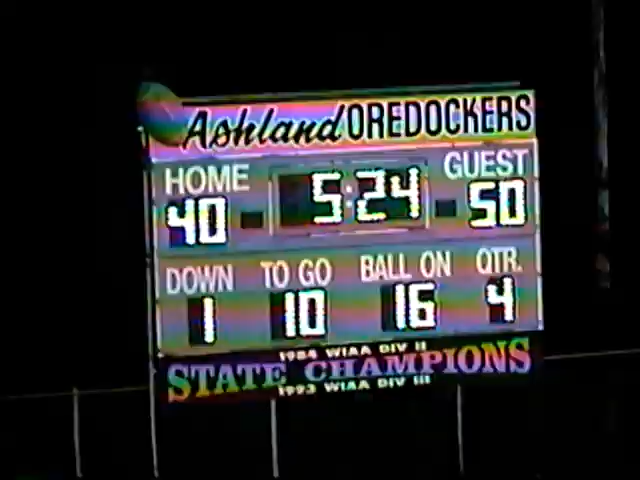 Ashland OREDOCKERS
HOME 5:24 GUEST
40 50
DOWN TO GO BALL ON QTR.
1 10 16 4
1984 WIAA DIV II
STATE CHAMPIONS
1993 WIAA DIV III